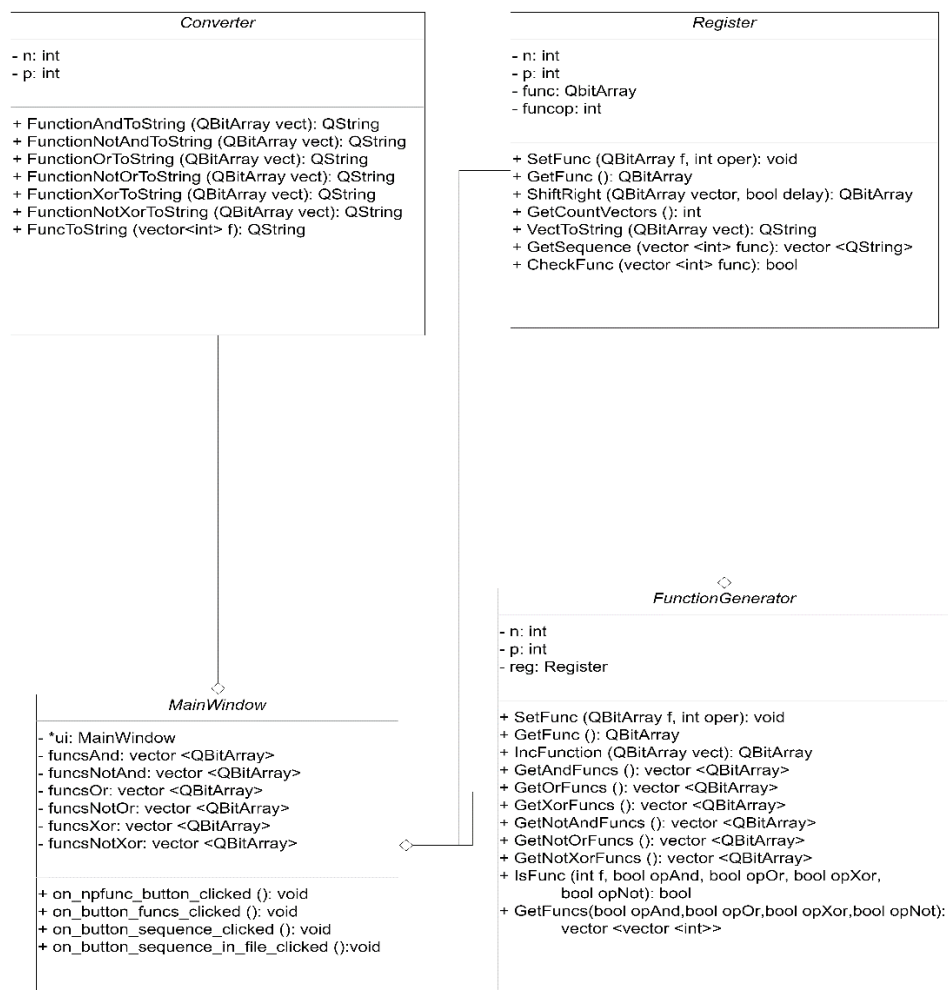 Converter
- n: int
- p: int
+ FunctionAndToString (QBitArray vect): QString
+ FunctionNotAndToString (QBitArray vect): QString
+ FunctionOrToString (QBitArray vect): QString
+ FunctionNotOrToString (QBitArray vect): QString
+ FunctionXorToString (QBitArray vect): QString
+ FunctionNotXorToString (QBitArray vect): QString
+ FuncToString (vector<int> f): QString
Register
- n: int
- p: int
- func: QbitArray
- funcop: int
+ SetFunc (QBitArray f, int oper): void
+ GetFunc (): QBitArray
+ ShiftRight (QBitArray vector, bool delay): QBitArray
+ GetCountVectors (): int
+ VectToString (QBitArray vect): QString
+ GetSequence (vector <int> func): vector <QString>
+ CheckFunc (vector <int> func): bool
MainWindow
- *ui: MainWindow
- funcsAnd: vector <QBitArray>
- funcsNotAnd: vector <QBitArray>
- funcsOr: vector <QBitArray>
- funcsNotOr: vector <QBitArray>
- funcsXor: vector <QBitArray>
- funcsNotXor: vector <QBitArray>
+ on_npfunc_button_clicked (): void
+ on_button_funcs_clicked (): void
+ on_button_sequence_clicked (): void
+ on_button_sequence_in_file_clicked ():void
FunctionGenerator
- n: int
- p: int
- reg: Register
+ SetFunc (QBitArray f, int oper): void
+ GetFunc (): QBitArray
+ IncFunction (QBitArray vect): QBitArray
+ GetAndFuncs (): vector <QBitArray>
+ GetOrFuncs (): vector <QBitArray>
+ GetXorFuncs (): vector <QBitArray>
+ GetNotAndFuncs (): vector <QBitArray>
+ GetNotOrFuncs (): vector <QBitArray>
+ GetNotXorFuncs (): vector <QBitArray>
+ IsFunc (int f, bool opAnd, bool opOr, bool opXor,
bool opNot): bool
+ GetFuncs(bool opAnd,bool opOr,bool opXor,bool opNot):
vector <vector <int>>